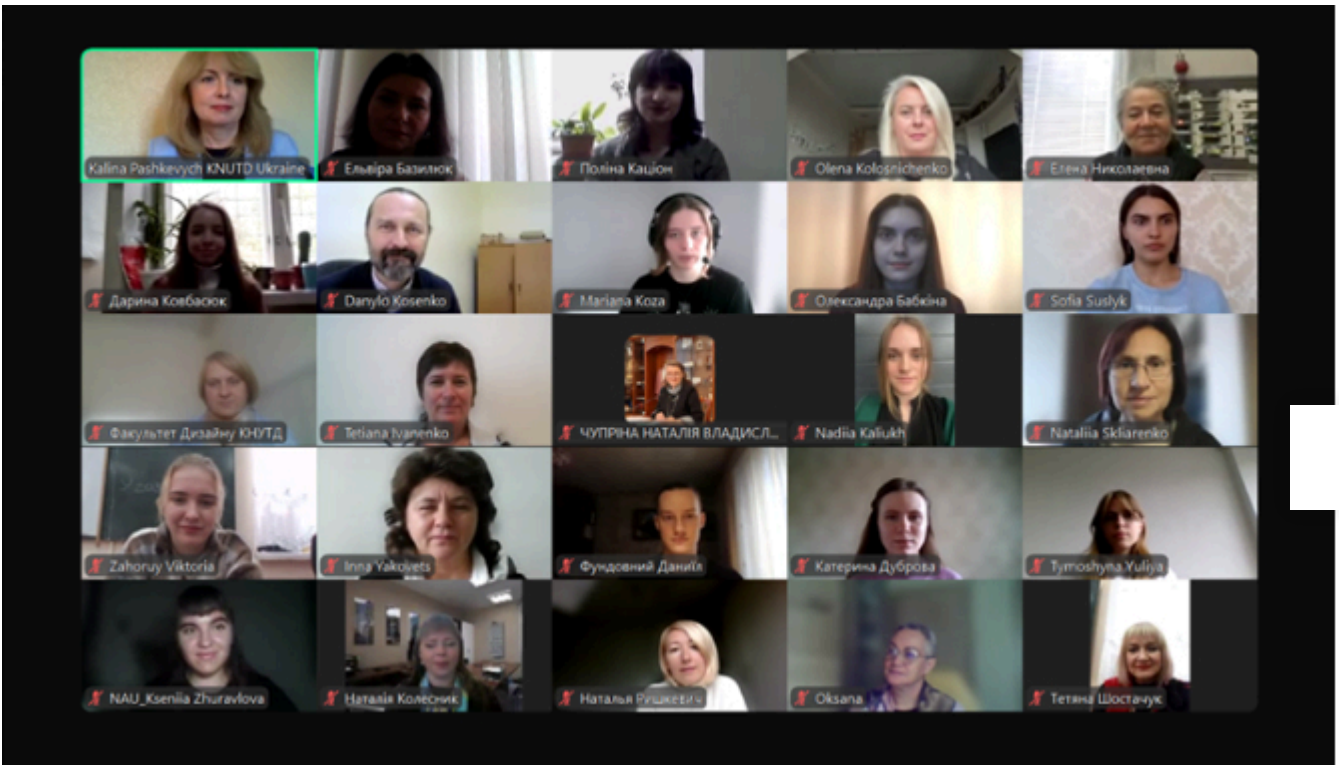 Kalina Pashkevych KNUTD Ukraine
Ельвіра Базилюк
Поліна Каціон
Olena Kolosnichenko
Елена Николаевна
Дарина Ковбасюк
Danylo Kosenko
Mariana Koza
Олександра Бабкіна
Sofia Suslyk
Факультет Дизайну КНУТД
Tetiana Ivanenko
ЧУПРІНА НАТАЛІЯ ВЛАДИСЛ...
Nadiia Kaliukh
Nataliia Skliarenko
Zahoruy Viktoria
Inna Yakovets
Фундовний Даниїл
Катерина Дуброва
Tymoshyna Yuliya
NAU_Kseniia Zhuravlova
Наталія Колесник
Наталья Рушкевич
Oksana
Тетяна Шостачук